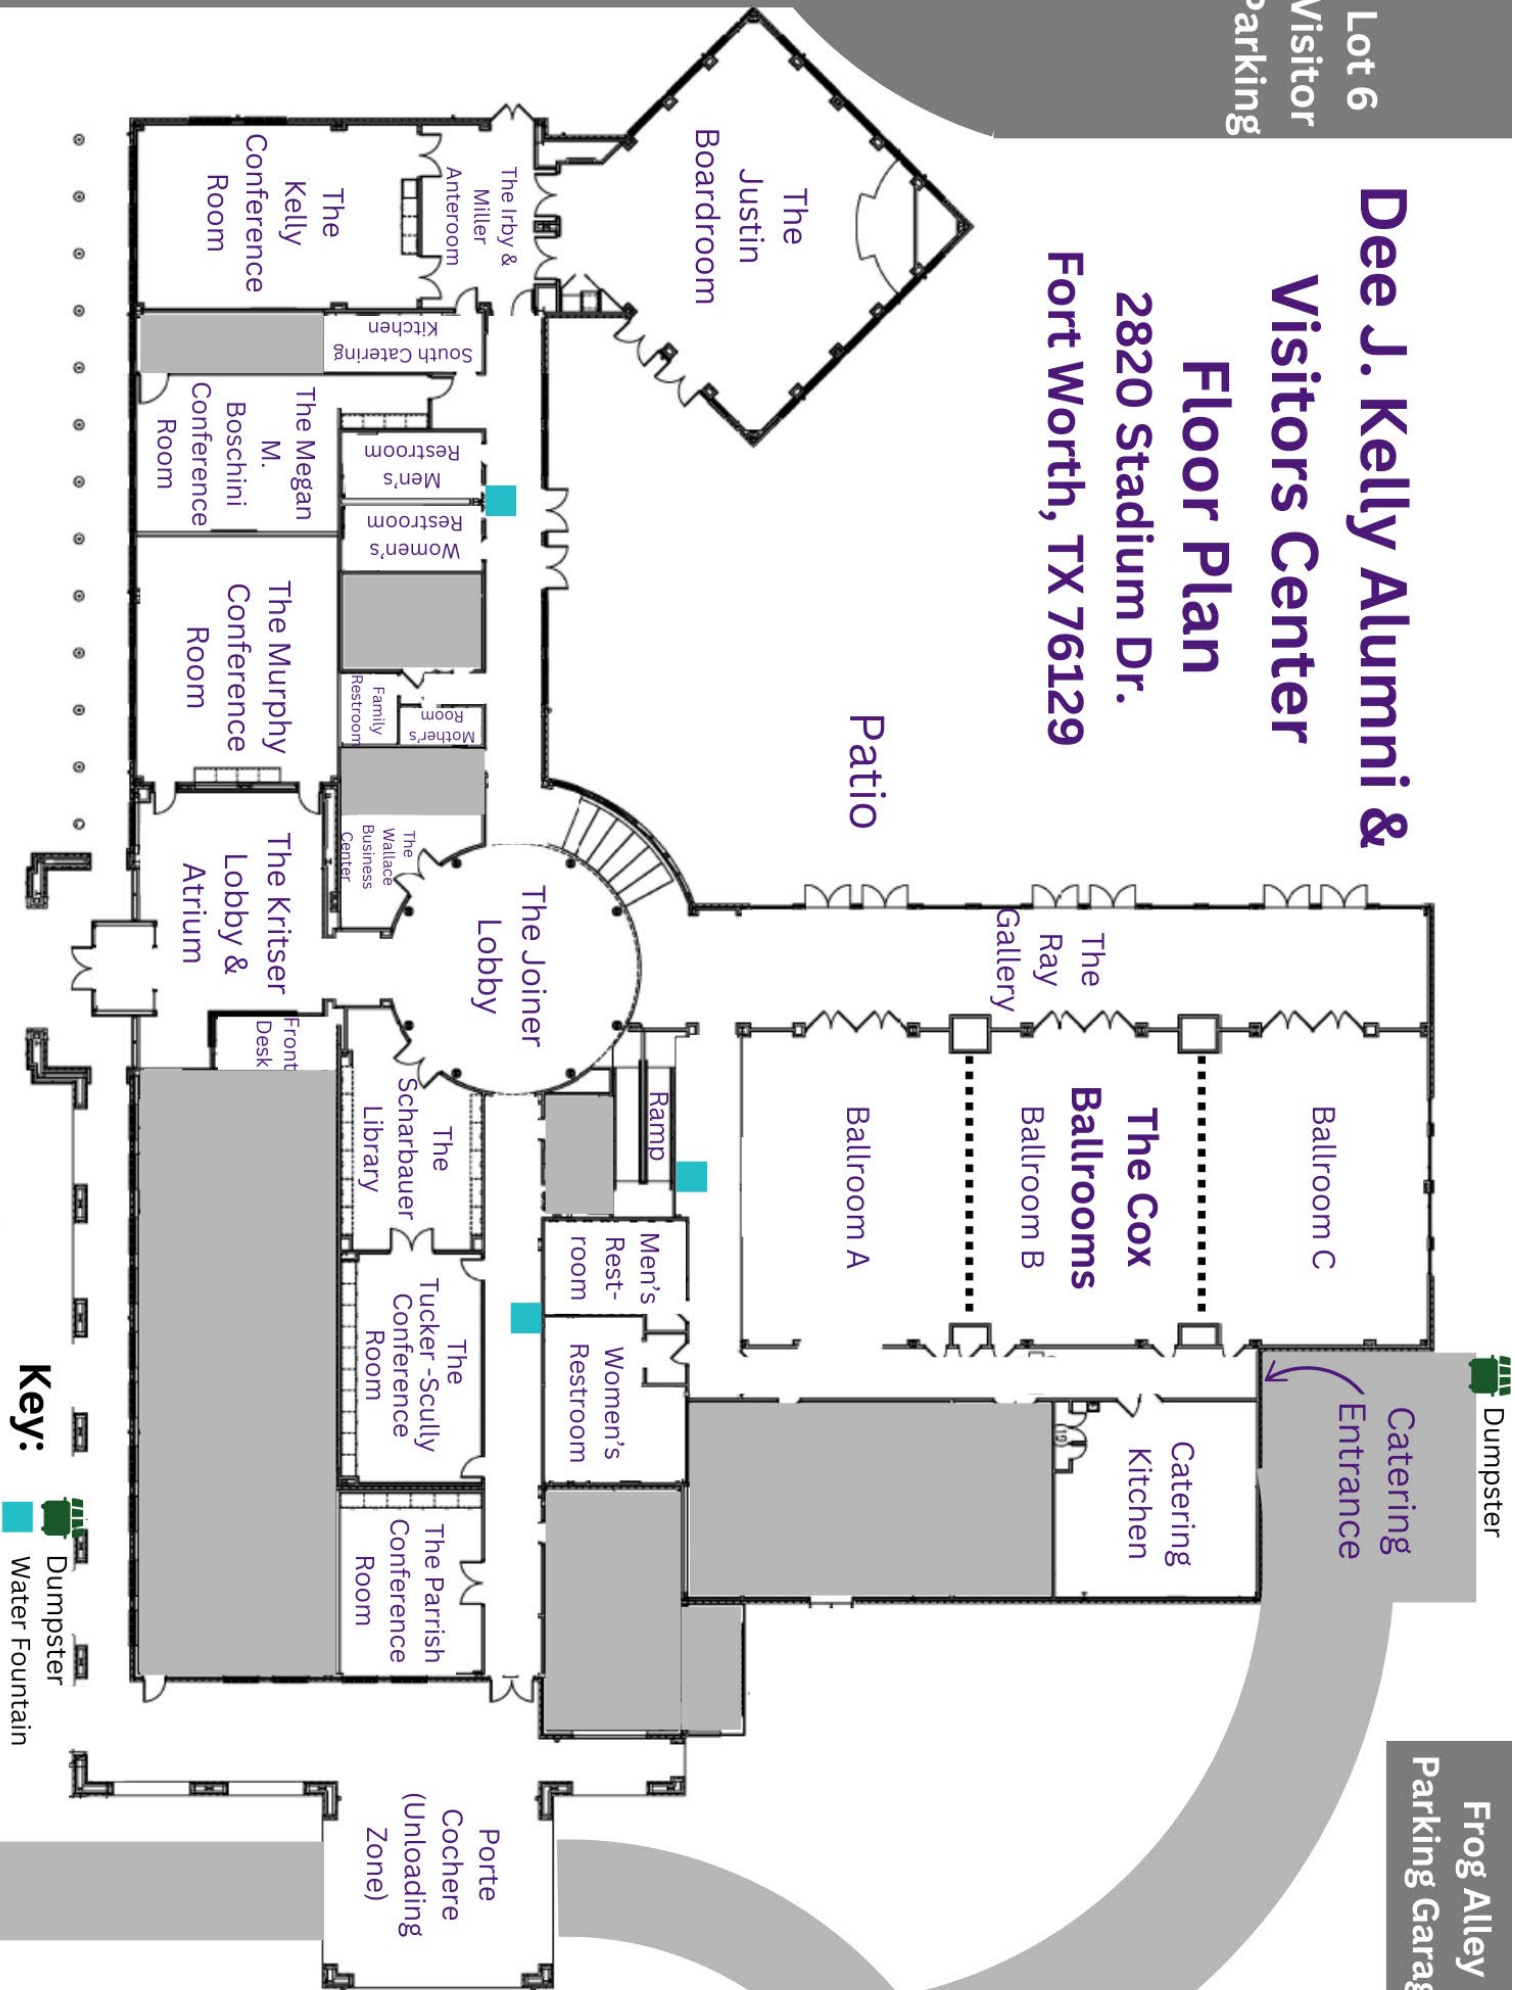 Dee J. Kelly Alumni &
Visitors Center
Floor Plan
2820 Stadium Dr.
Fort Worth, TX 76129
Lot 6
Visitor
Parking
Frog Alley
Dumpster
Catering
Entrance
Ballroom C
The Cox
Ballrooms
Ballroom B
Ballroom A
Catering
Kitchen
The
Ray
Gallery
Patio
The
Justin
Boardroom
Ramp
Men's
Rest-
room
Women's
Restroom
The Joiner
Lobby
The Irby &
Miller
Anteroom
The
Kelly
Conference
Room
South Catering
Kitchen
The Megan
M.
Boschini
Conference
Room
Men's
Restroom
Women's
Restroom
The Murphy
Conference
Room
Family
Restroom
Mother's
Room
The
Wallace
Business
Center
The Kritser
Lobby &
Atrium
Front
Desk
The
Scharbauer
Library
The
Tucker-Scully
Conference
Room
The Parrish
Conference
Room
Porte
Cochere
(Unloading
Zone)
Key:
Dumpster
Water Fountain